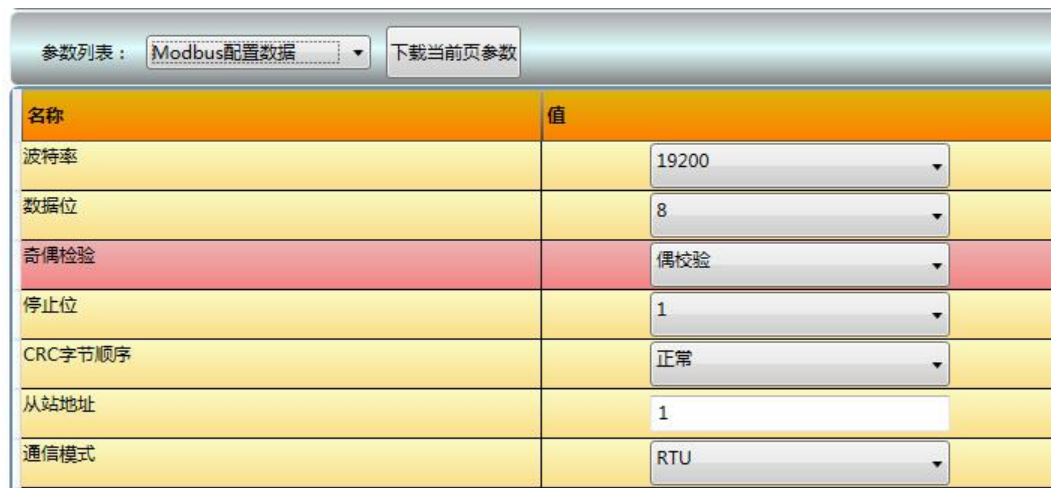 参数列表： Modbus配置数据 下载当前页参数
名称 值
波特率 19200
数据位 8
奇偶检验 偶校验
停止位 1
CRC字节顺序 正常
从站地址 1
通信模式 RTU